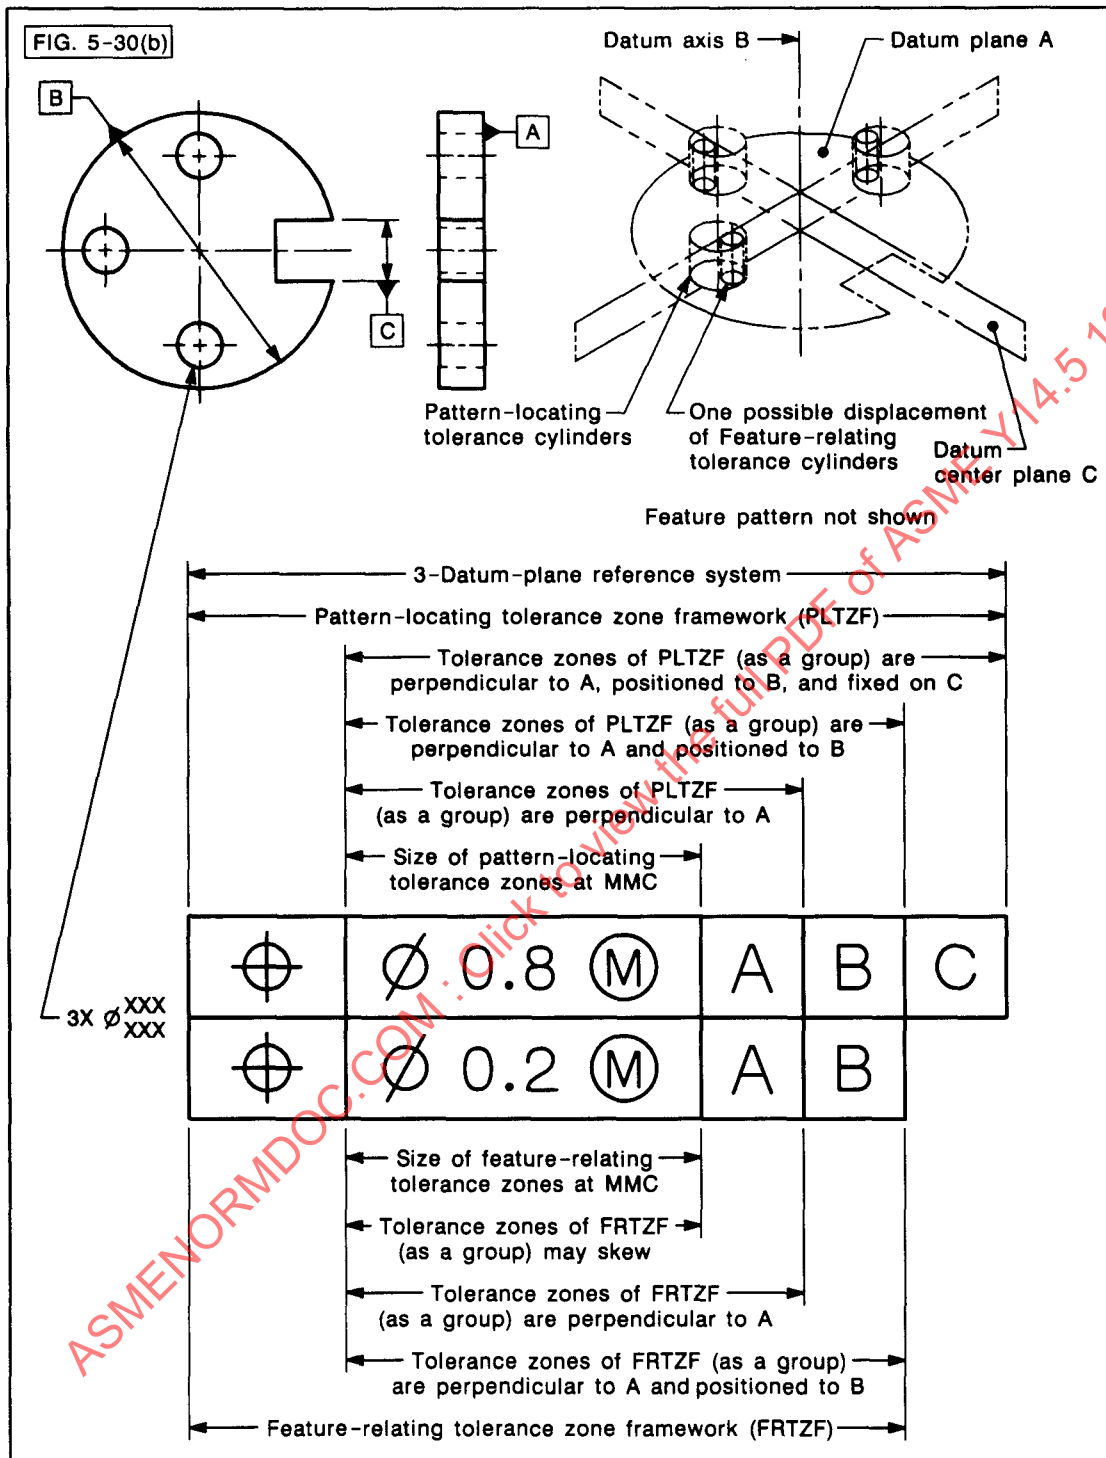 FIG. 5-30(b)
Datum axis B
Datum plane A
B
A
C
Pattern-locating
tolerance cylinders
One possible displacement
of Feature-relating
tolerance cylinders
Datum
center plane C
Feature pattern not shown
3-Datum-plane reference system
Pattern-locating tolerance zone framework (PLTZF)
Tolerance zones of PLTZF (as a group) are
perpendicular to A, positioned to B, and fixed on C
Tolerance zones of PLTZF (as a group) are
perpendicular to A and positioned to B
Tolerance zones of PLTZF
(as a group) are perpendicular to A
Size of pattern-locating
tolerance zones at MMC
⌖ ⌀ 0.8 Ⓜ A B C
3X ⌀ XXX
XXX
⌖ ⌀ 0.2 Ⓜ A B
Size of feature-relating
tolerance zones at MMC
Tolerance zones of FRTZF
(as a group) may skew
Tolerance zones of FRTZF
(as a group) are perpendicular to A
Tolerance zones of FRTZF (as a group)
are perpendicular to A and positioned to B
Feature-relating tolerance zone framework (FRTZF)
ASMENORMDOC.COM : Click to view the full PDF of ASME Y14.5